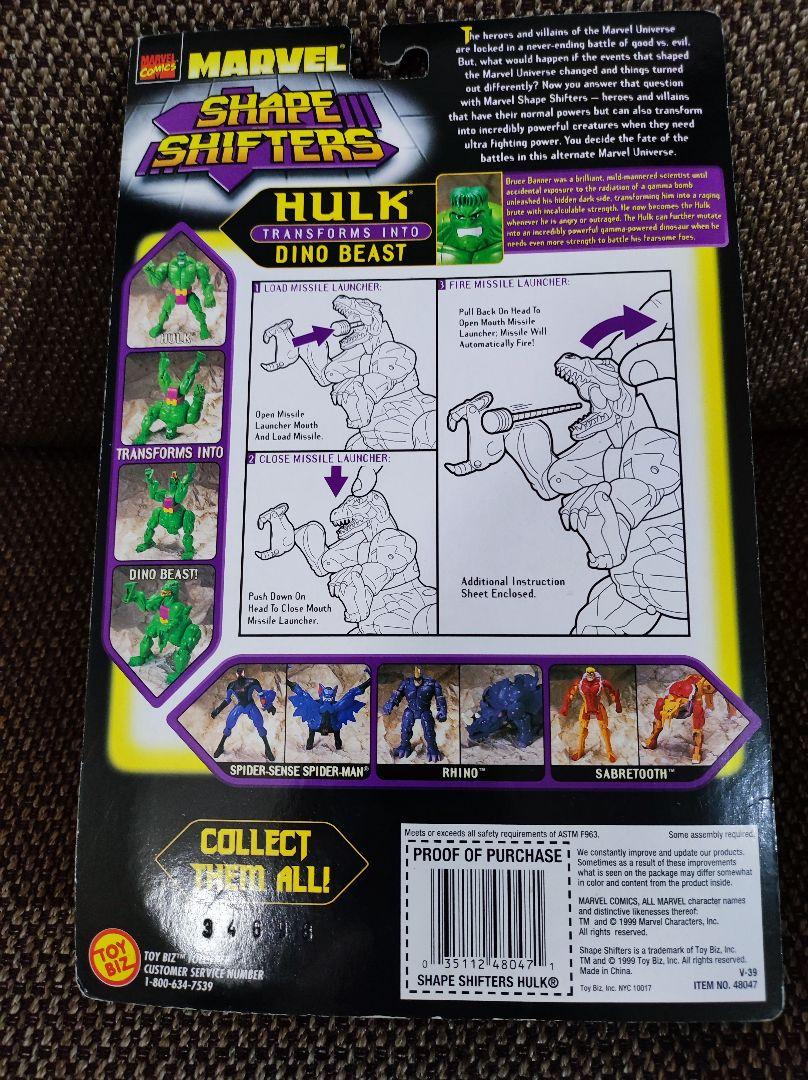 MARVEL
COMICS
MARVEL®
SHAPE
SHIFTERS
The heroes and villains of the Marvel Universe
are locked in a never-ending battle of good vs. evil.
But, what would happen if the events that shaped
the Marvel Universe changed and things turned
out differently? Now you answer that question
with Marvel Shape Shifters — heroes and villains
that have their normal powers but can also transform
into incredibly powerful creatures when they need
ultra fighting power. You decide the fate of the
battles in this alternate Marvel Universe.
HULK®
TRANSFORMS INTO
DINO BEAST
Bruce Banner was a brilliant, mild-mannered scientist until
accidental exposure to the radiation of a gamma bomb
unleashed his hidden dark side, transforming him into a raging
brute with incalculable strength. He now becomes the Hulk
whenever he is angry or outraged. The Hulk can further mutate
into an incredibly powerful gamma-powered dinosaur when he
needs even more strength to battle his fearsome foes.
HULK
TRANSFORMS INTO
DINO BEAST!
1 LOAD MISSILE LAUNCHER:
Open Missile
Launcher Mouth
And Load Missile.
2 CLOSE MISSILE LAUNCHER:
Push Down On
Head To Close Mouth
Missile Launcher.
3 FIRE MISSILE LAUNCHER:
Pull Back On Head To
Open Mouth Missile
Launcher; Missile Will
Automatically Fire!
Additional Instruction
Sheet Enclosed.
SPIDER-SENSE SPIDER-MAN®
RHINO™
SABRETOOTH™
COLLECT
THEM ALL!
TOY
BIZ
TOY BIZ™
CUSTOMER SERVICE NUMBER
1-800-634-7539
Meets or exceeds all safety requirements of ASTM F963.
Some assembly required.
PROOF OF PURCHASE
0 35112 48047 1
SHAPE SHIFTERS HULK®
We constantly improve and update our products.
Sometimes as a result of these improvements
what is seen on the package may differ somewhat
in color and content from the product inside.
MARVEL COMICS, ALL MARVEL character names
and distinctive likenesses thereof:
TM and © 1999 Marvel Characters, Inc.
All rights reserved.
Shape Shifters is a trademark of Toy Biz, Inc.
TM and © 1999 Toy Biz, Inc. All rights reserved.
Made in China.
V-39
Toy Biz, Inc. NYC 10017
ITEM NO. 48047